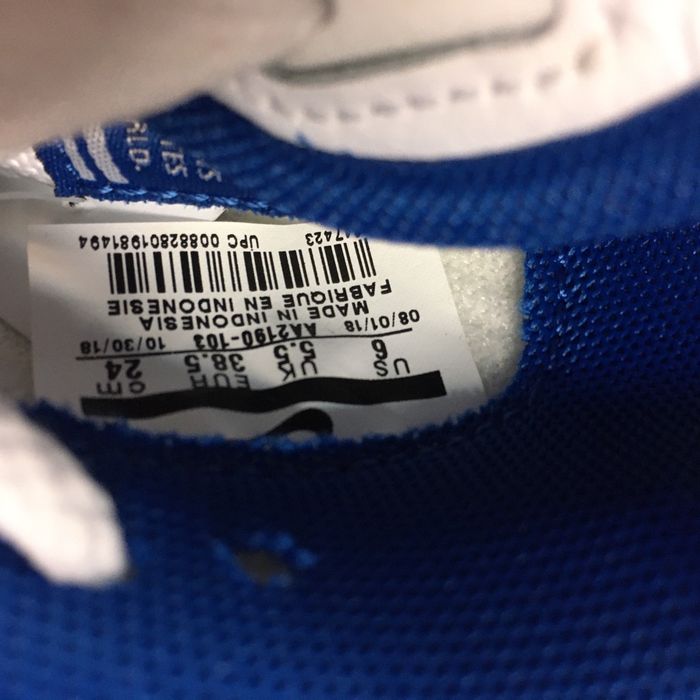 US UK EUR cm
6 5.5 38.5 24
08/01/18 AA2190-103 10/30/18
MADE IN INDONESIA
FABRIQUE EN INDONESIE
UPC 00882801981494